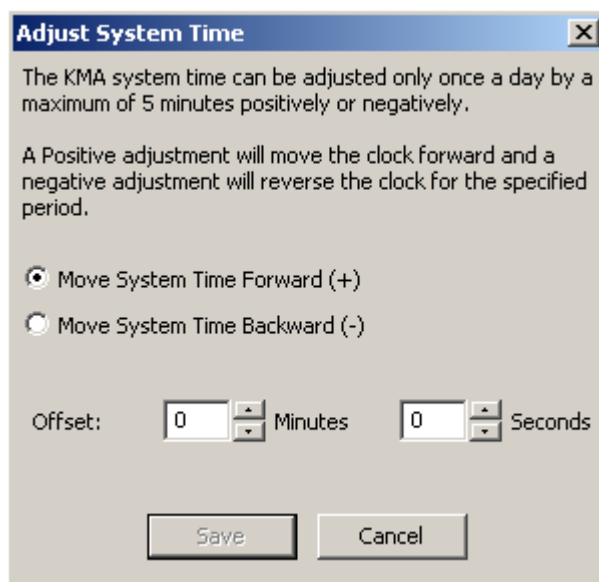 Adjust System Time
The KMA system time can be adjusted only once a day by a
maximum of 5 minutes positively or negatively.
A Positive adjustment will move the clock forward and a
negative adjustment will reverse the clock for the specified
period.
Move System Time Forward (+)
Move System Time Backward (-)
Offset: 0 Minutes 0 Seconds
Save Cancel